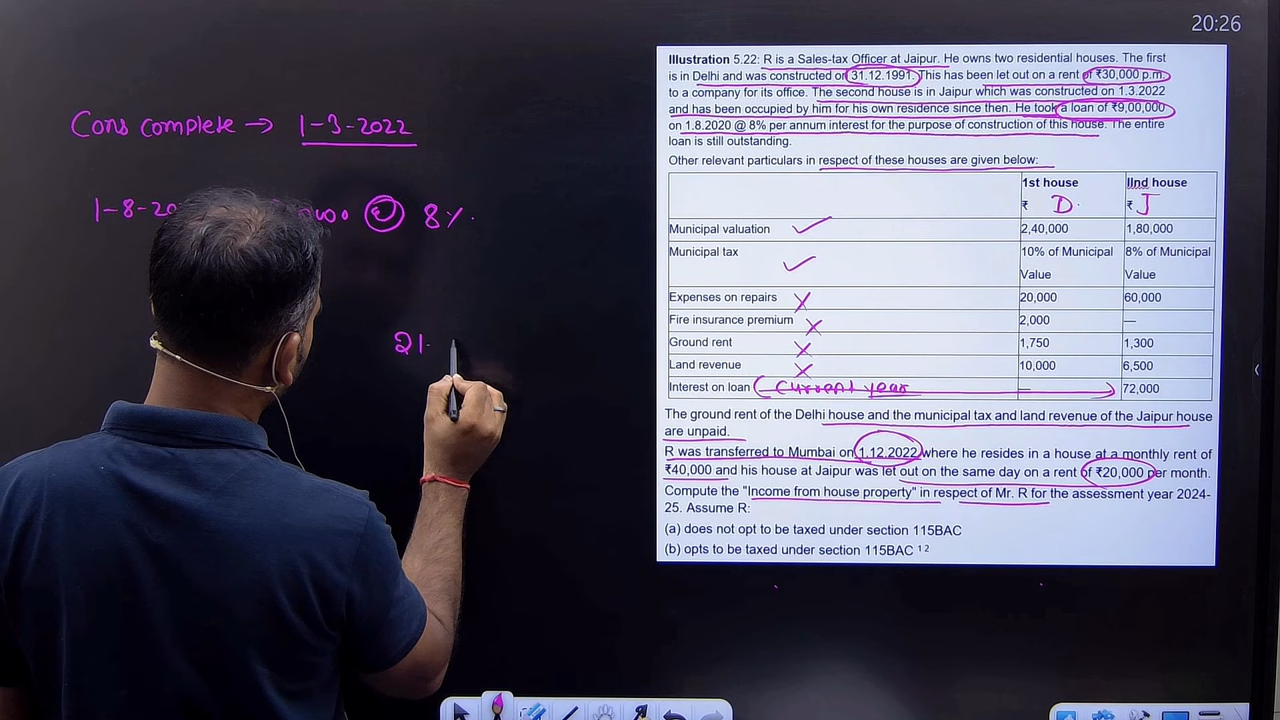 20:26
Cons complete → 1-3-2022
8%.
21.
Illustration 5.22: R is a Sales-tax Officer at Jaipur. He owns two residential houses. The first
is in Delhi and was constructed on 31.12.1991. This has been let out on a rent of ₹30,000 p.m.
to a company for its office. The second house is in Jaipur which was constructed on 1.3.2022
and has been occupied by him for his own residence since then. He took a loan of ₹9,00,000
on 1.8.2020 @ 8% per annum interest for the purpose of construction of this house. The entire
loan is still outstanding.
Other relevant particulars in respect of these houses are given below:
1st house IInd house
₹ D. ₹ J
Municipal valuation 2,40,000 1,80,000
Municipal tax 10% of Municipal Value 8% of Municipal Value
Expenses on repairs 20,000 60,000
Fire insurance premium 2,000 —
Ground rent 1,750 1,300
Land revenue 10,000 6,500
Interest on loan (current year) — 72,000
The ground rent of the Delhi house and the municipal tax and land revenue of the Jaipur house
are unpaid.
R was transferred to Mumbai on 1.12.2022 where he resides in a house at a monthly rent of
₹40,000 and his house at Jaipur was let out on the same day on a rent of ₹20,000 per month.
Compute the "Income from house property" in respect of Mr. R for the assessment year 2024-
25. Assume R:
(a) does not opt to be taxed under section 115BAC
(b) opts to be taxed under section 115BAC 12